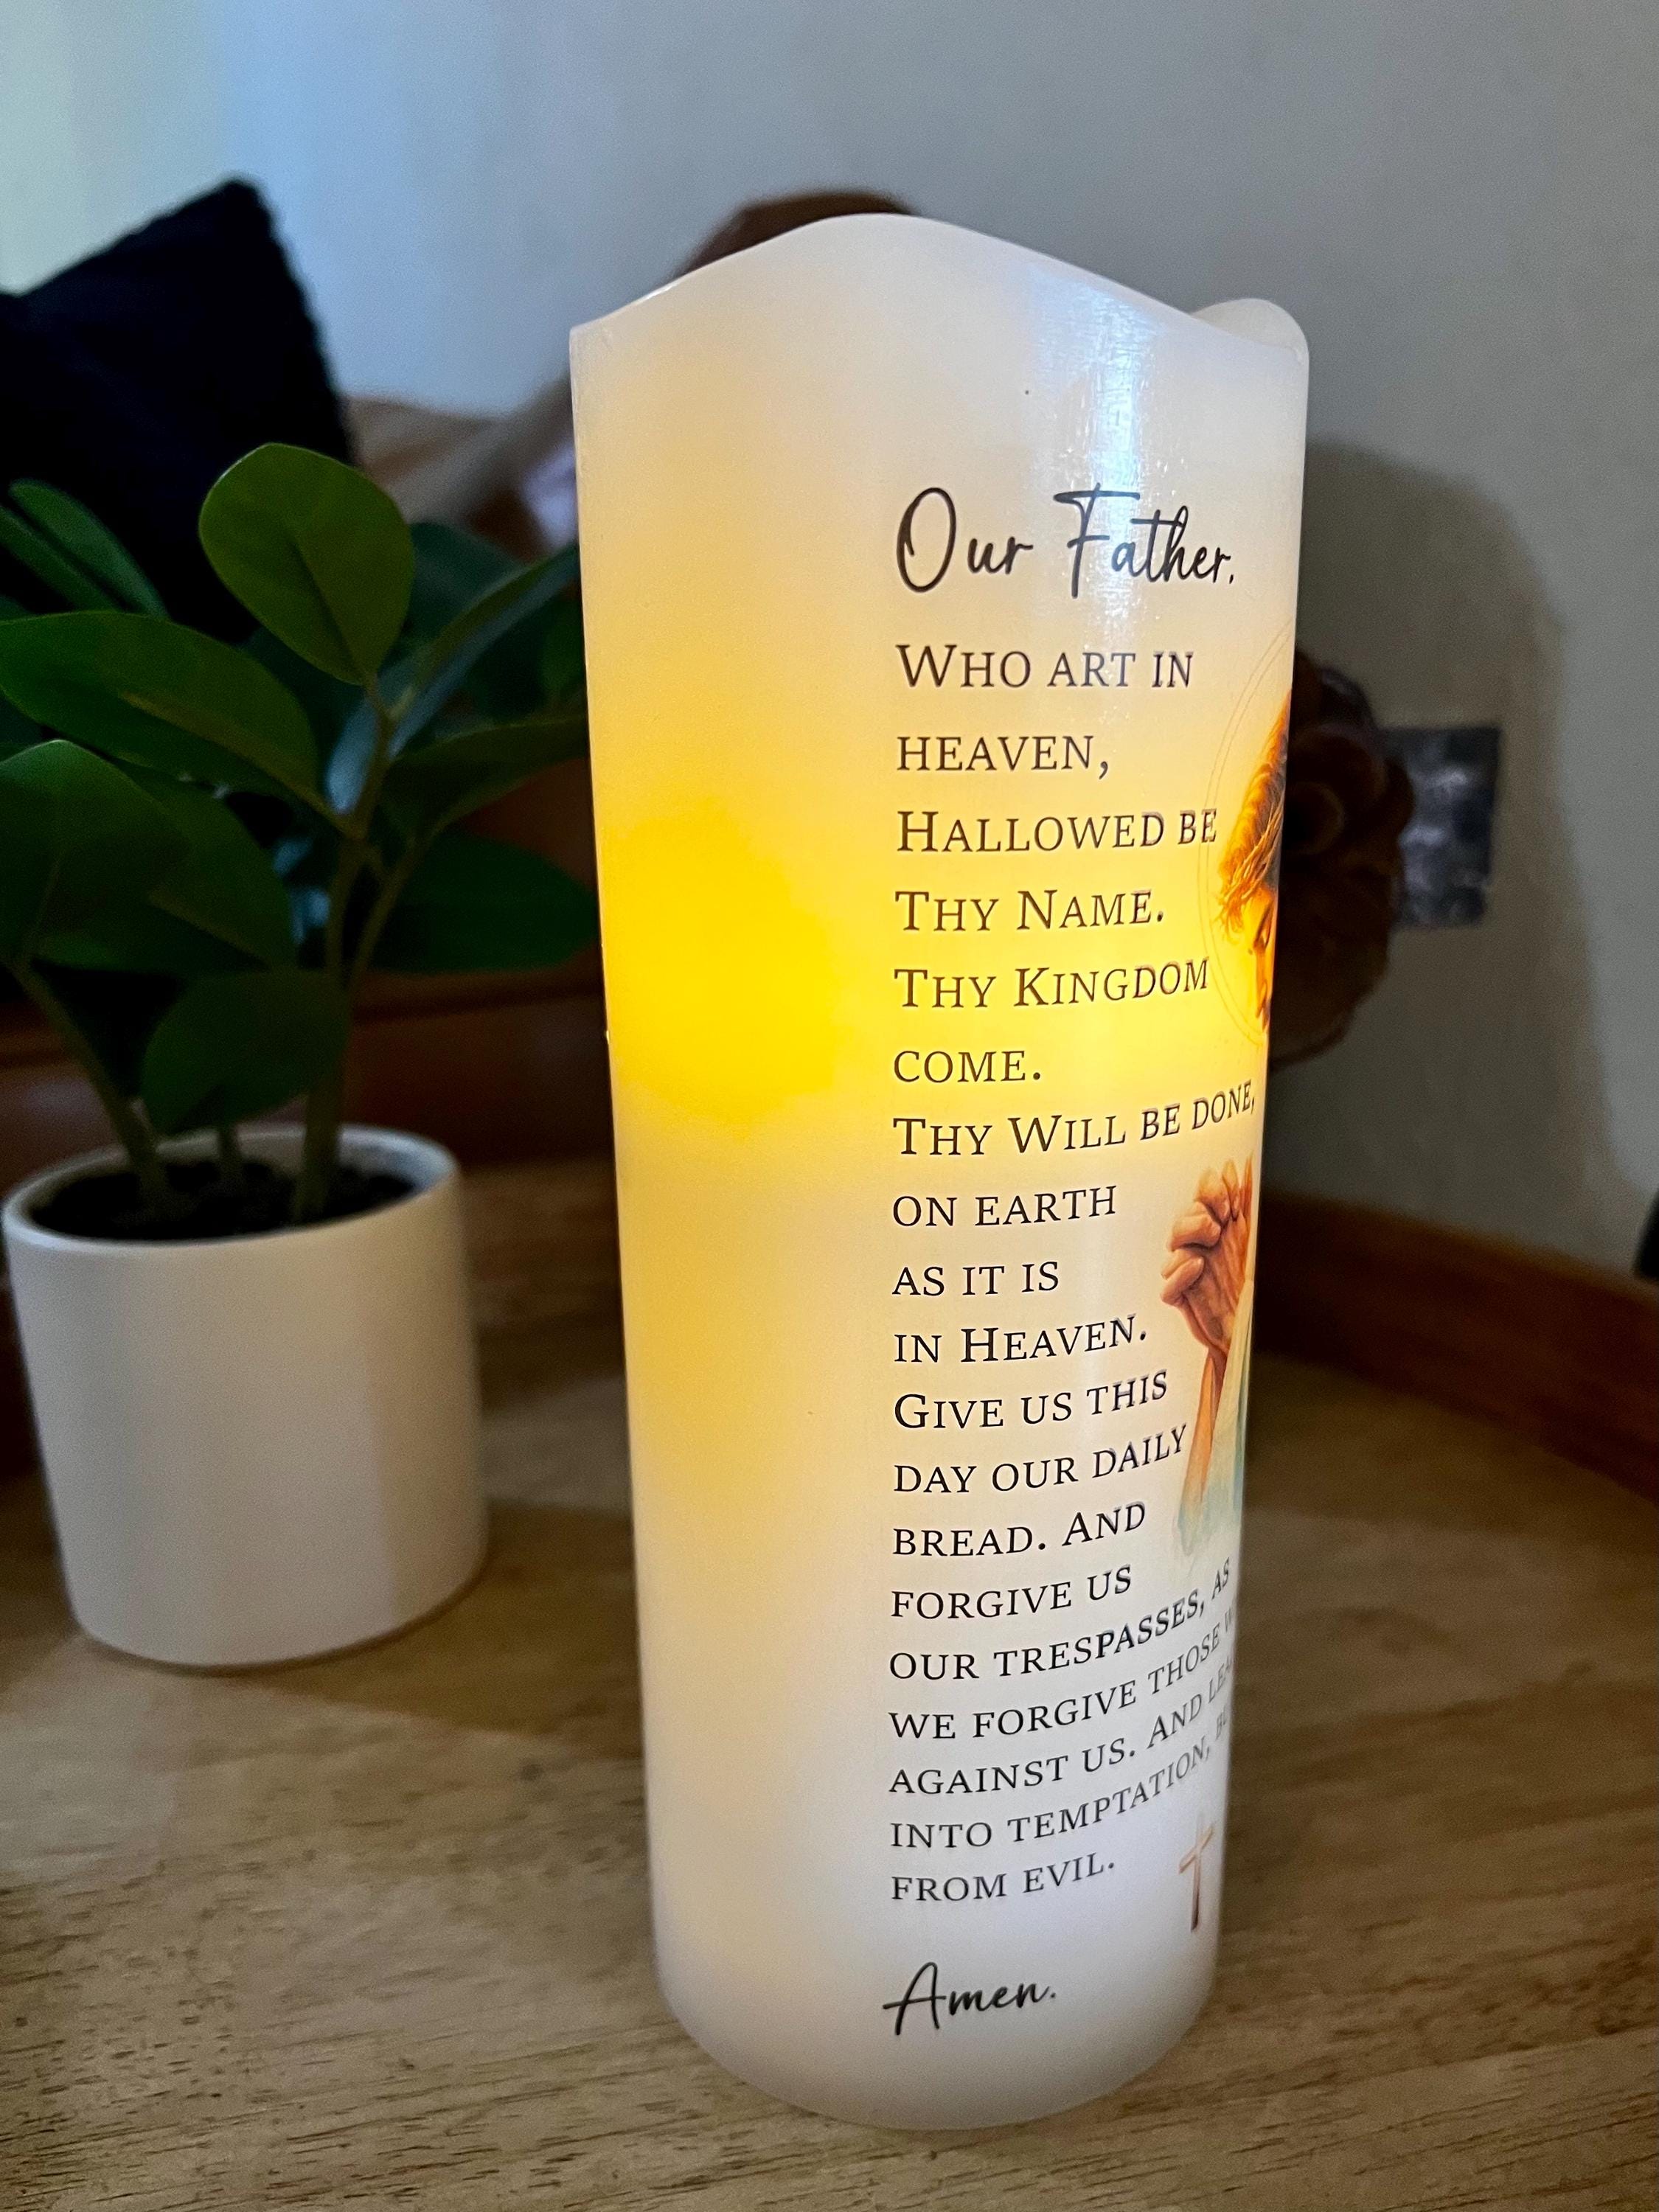 Our Father,
WHO ART IN
HEAVEN,
HALLOWED BE
THY NAME.
THY KINGDOM
COME.
THY WILL BE DONE,
ON EARTH
AS IT IS
IN HEAVEN.
GIVE US THIS
DAY OUR DAILY
BREAD. AND
FORGIVE US
OUR TRESPASSES, AS
WE FORGIVE THOSE
AGAINST US. AND
INTO TEMPTATION,
FROM EVIL.
Amen.